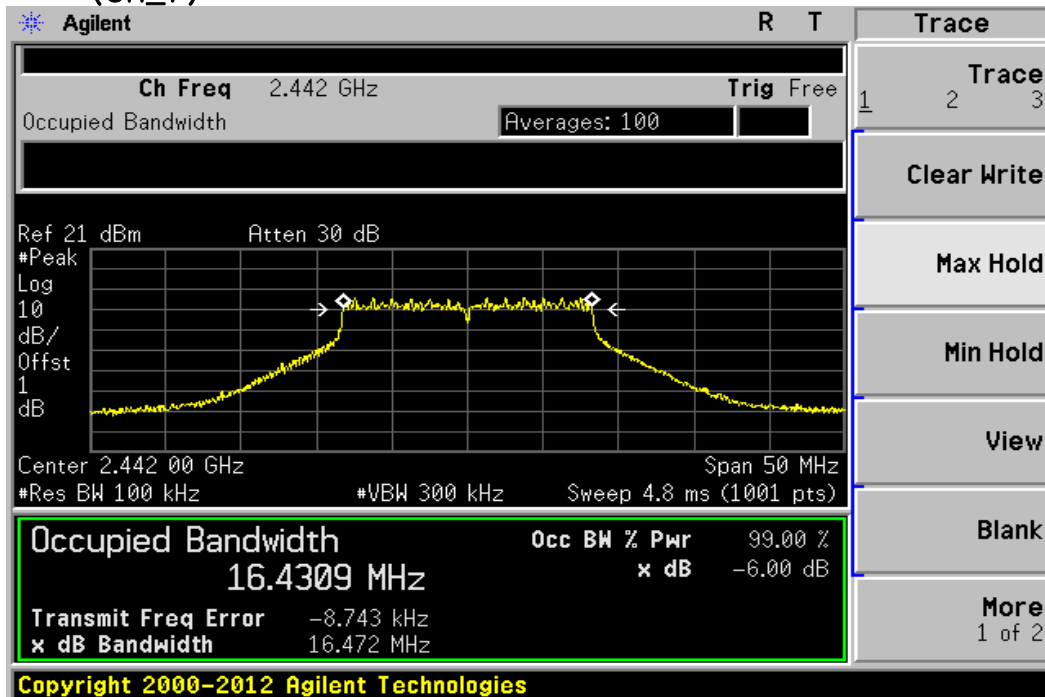 Agilent R T Trace
Ch Freq 2.442 GHz Trig Free
Occupied Bandwidth Averages: 100
Trace
1 2 3
Clear Write
Max Hold
Min Hold
View
Blank
More
1 of 2
Ref 21 dBm Atten 30 dB
#Peak
Log
10
dB/
Offst
1
dB
Center 2.442 00 GHz Span 50 MHz
#Res BW 100 kHz #VBW 300 kHz Sweep 4.8 ms (1001 pts)
Occupied Bandwidth Occ BW % Pwr 99.00 %
16.4309 MHz x dB -6.00 dB
Transmit Freq Error -8.743 kHz
x dB Bandwidth 16.472 MHz
Copyright 2000-2012 Agilent Technologies